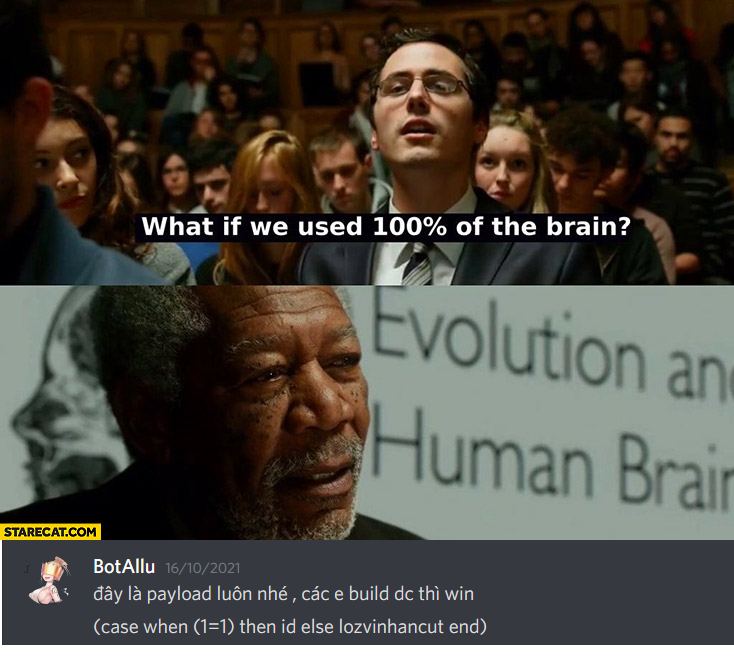 What if we used 100% of the brain?
Evolution an
Human Brain
STARECAT.COM
BotAllu 16/10/2021
đây là payload luôn nhé , các e build dc thì win
(case when (1=1) then id else lozvinhancut end)